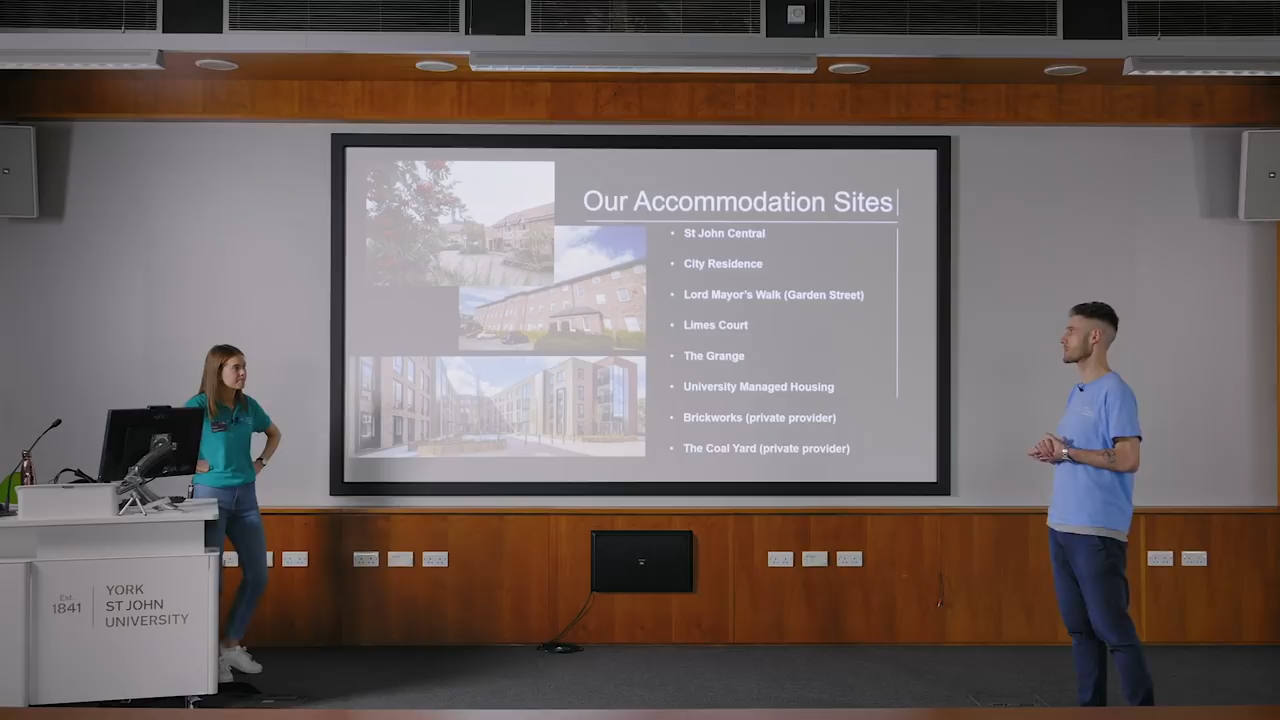 Our Accommodation Sites
• St John Central
• City Residence
• Lord Mayor's Walk (Garden Street)
• Limes Court
• The Grange
• University Managed Housing
• Brickworks (private provider)
• The Coal Yard (private provider)
Est.
1841
YORK
ST JOHN
UNIVERSITY